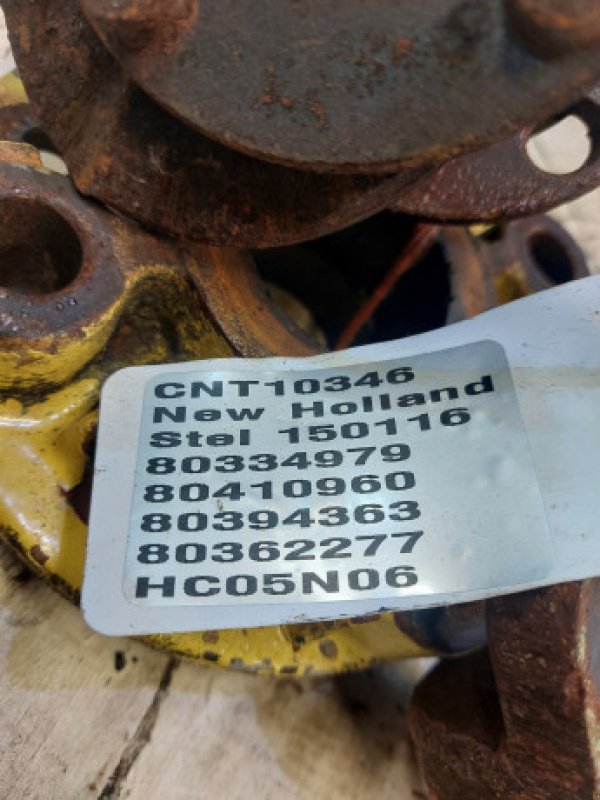 CNT10346
New Holland
Stel 150116
80334979
80410960
80394363
80362277
HC05N06